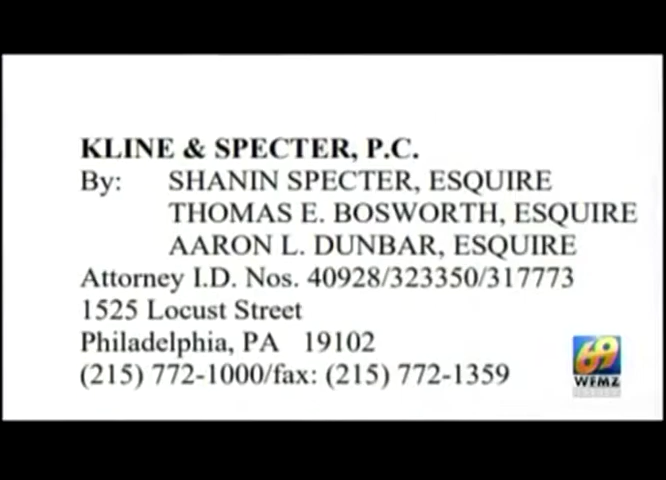 KLINE & SPECTER, P.C.
By: SHANIN SPECTER, ESQUIRE
THOMAS E. BOSWORTH, ESQUIRE
AARON L. DUNBAR, ESQUIRE
Attorney I.D. Nos. 40928/323350/317773
1525 Locust Street
Philadelphia, PA 19102
(215) 772-1000/fax: (215) 772-1359
69
WFMZ